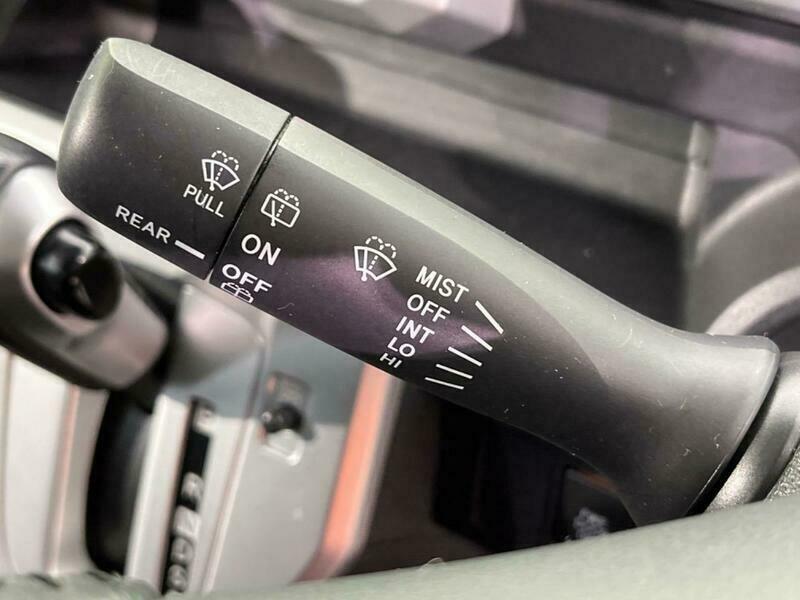 PULL
REAR
ON
OFF
MIST
OFF
INT
LO
HI